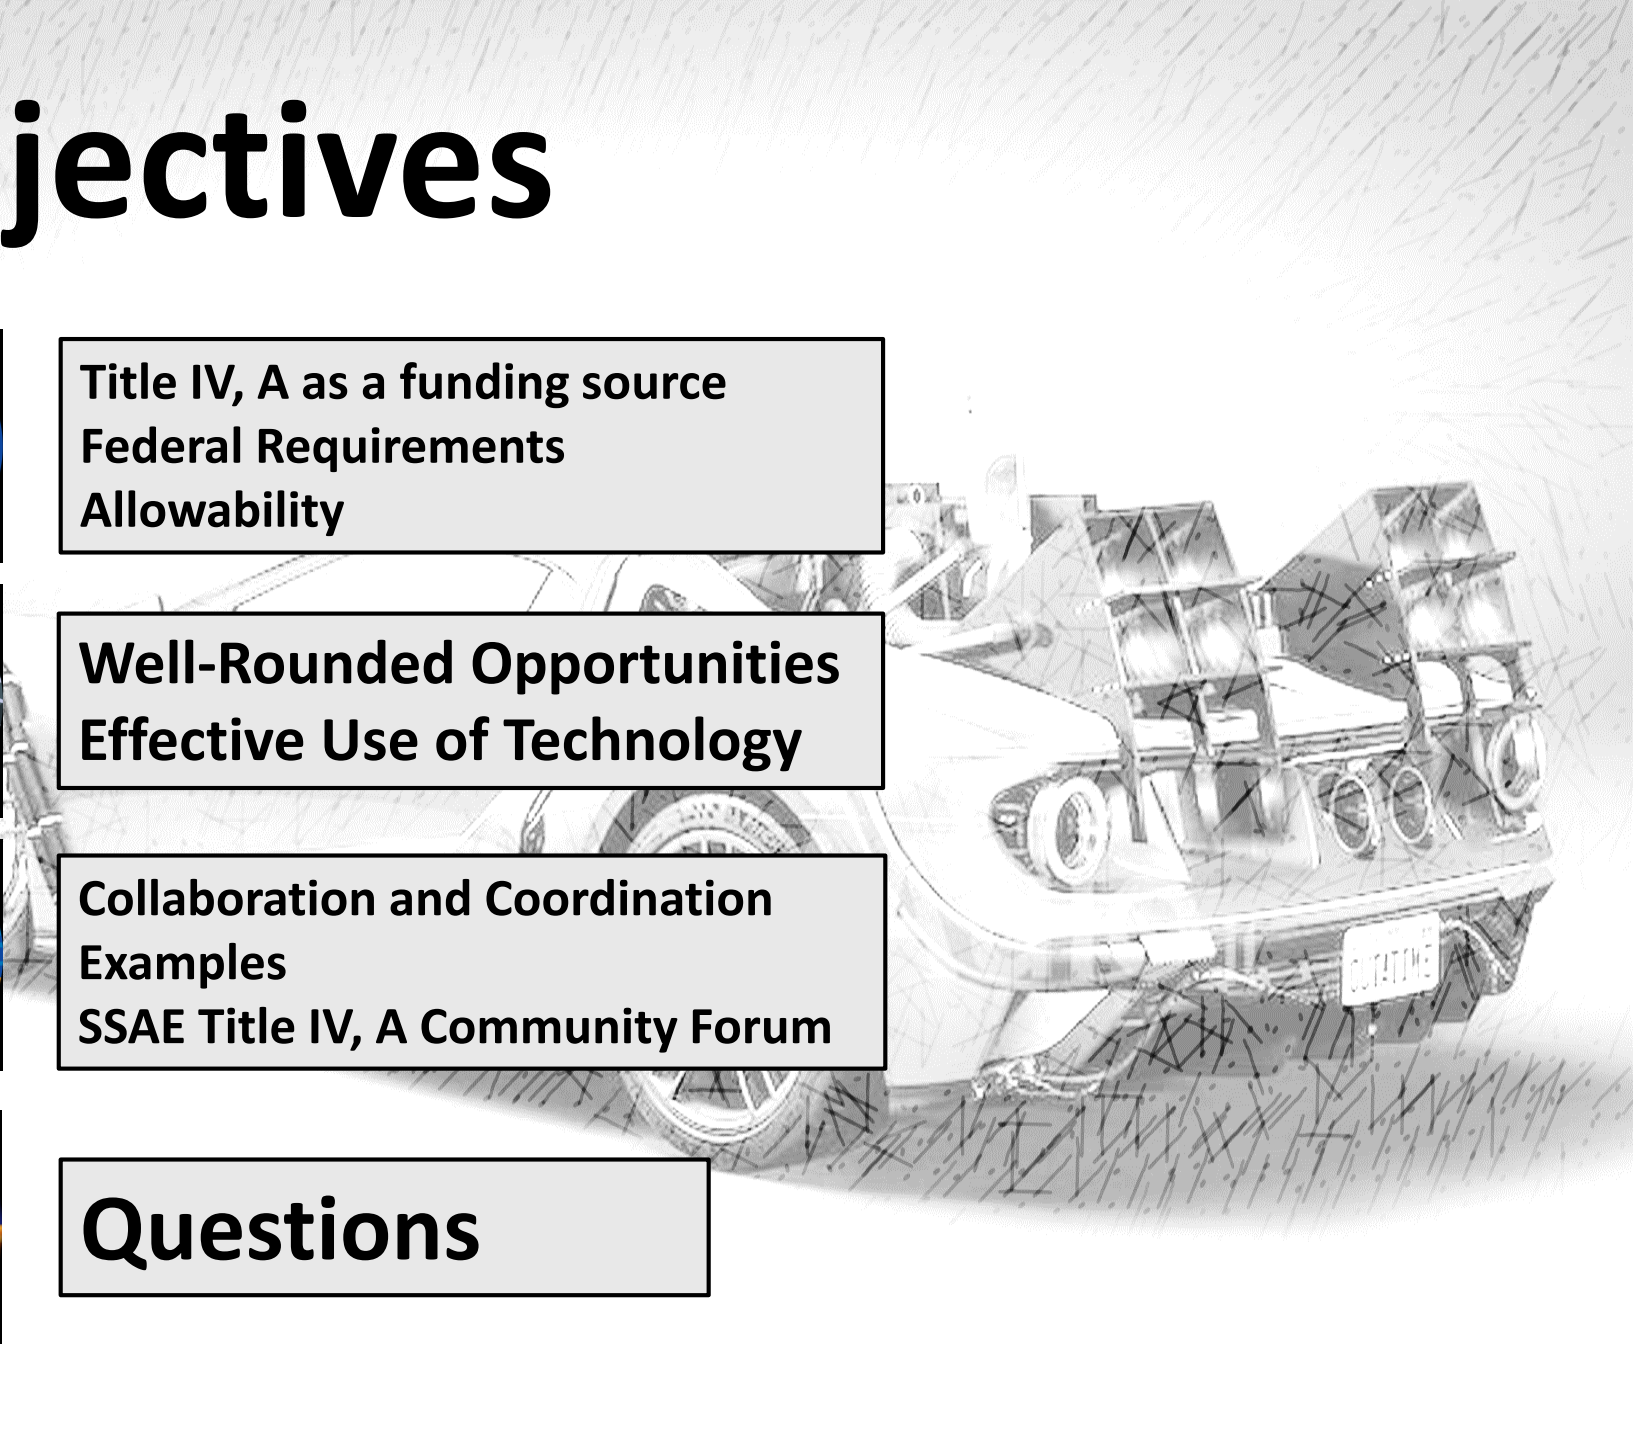 jectives
Title IV, A as a funding source
Federal Requirements
Allowability
Well-Rounded Opportunities
Effective Use of Technology
Collaboration and Coordination
Examples
SSAE Title IV, A Community Forum
Questions
OUTATIME